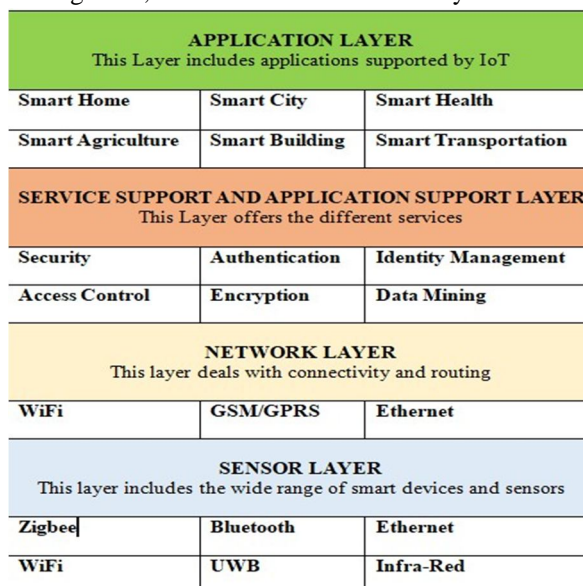 APPLICATION LAYER
This Layer includes applications supported by IoT
Smart Home Smart City Smart Health
Smart Agriculture Smart Building Smart Transportation
SERVICE SUPPORT AND APPLICATION SUPPORT LAYER
This Layer offers the different services
Security Authentication Identity Management
Access Control Encryption Data Mining
NETWORK LAYER
This layer deals with connectivity and routing
WiFi GSM/GPRS Ethernet
SENSOR LAYER
This layer includes the wide range of smart devices and sensors
Zigbee Bluetooth Ethernet
WiFi UWB Infra-Red